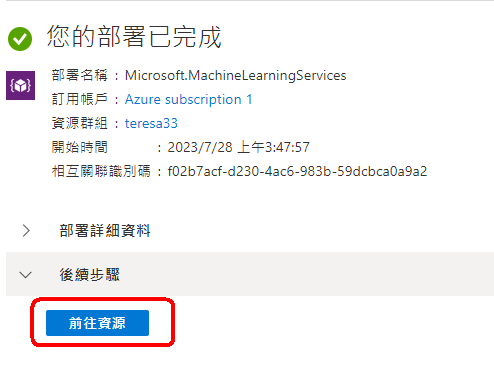 您的部署已完成
部署名稱 : Microsoft.MachineLearningServices
訂用帳戶 : Azure subscription 1
資源群組 : teresa33
開始時間 : 2023/7/28 上午3:47:57
相互關聯識別碼 : f02b7acf-d230-4ac6-983b-59dcbca0a9a2
部署詳細資料
後續步驟
前往資源